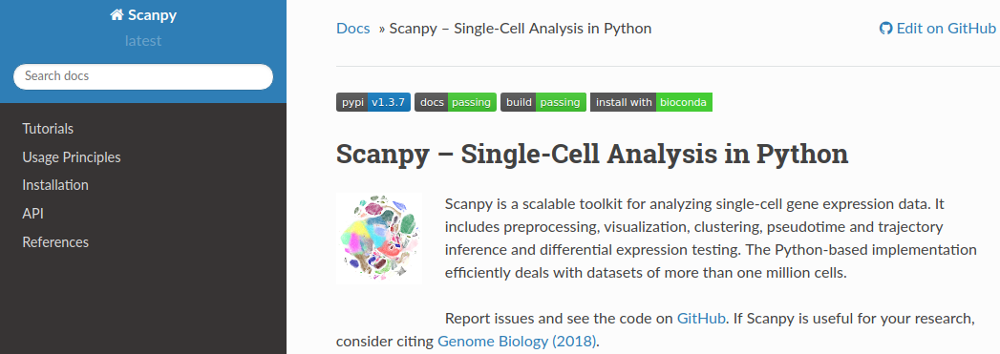 Scanpy
latest
Search docs
Tutorials
Usage Principles
Installation
API
References
Docs » Scanpy – Single-Cell Analysis in Python
Edit on GitHub
pypi v1.3.7 docs passing build passing install with bioconda
Scanpy – Single-Cell Analysis in Python
Scanpy is a scalable toolkit for analyzing single-cell gene expression data. It
includes preprocessing, visualization, clustering, pseudotime and trajectory
inference and differential expression testing. The Python-based implementation
efficiently deals with datasets of more than one million cells.
Report issues and see the code on GitHub. If Scanpy is useful for your research,
consider citing Genome Biology (2018).